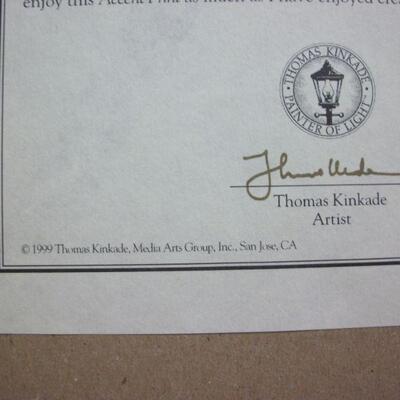 enjoy this Accent Print as much as I have enjoyed cre
THOMAS KINKADE
PAINTER OF LIGHT™
Thomas Kinkade
Artist
© 1999 Thomas Kinkade, Media Arts Group, Inc., San Jose, CA